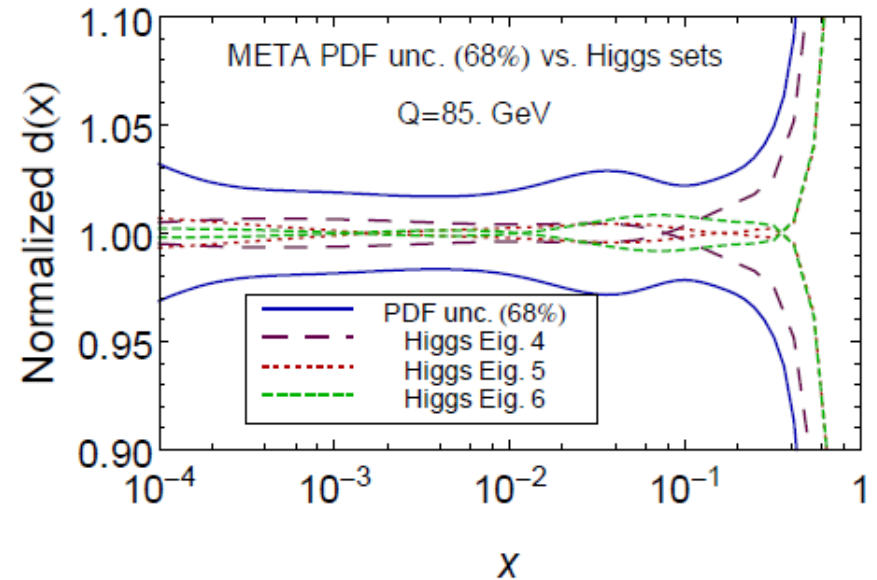 1.10
META PDF unc. (68%) vs. Higgs sets
Q=85. GeV
1.05
1.00
0.95
0.90
Normalized d(x)
PDF unc. (68%)
Higgs Eig. 4
Higgs Eig. 5
Higgs Eig. 6
10⁻⁴ 10⁻³ 10⁻² 10⁻¹ 1
x